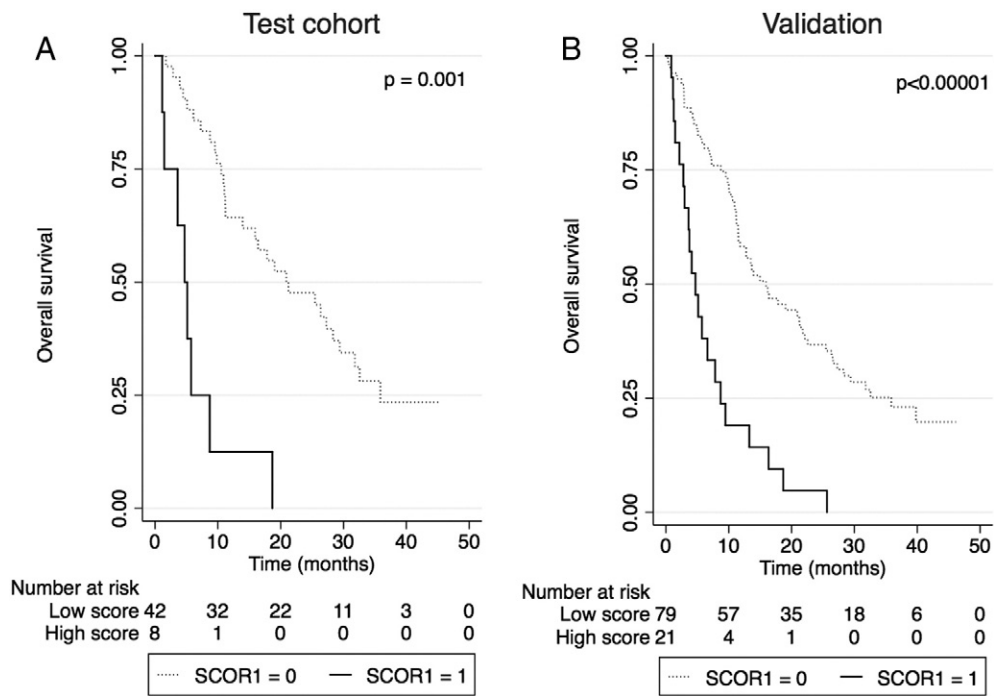 A
Test cohort
p = 0.001
Overall survival
1.00
0.75
0.50
0.25
0.00
0 10 20 30 40 50
Time (months)
Number at risk
Low score 42 32 22 11 3 0
High score 8 1 0 0 0 0
SCOR1 = 0 SCOR1 = 1
B
Validation
p<0.00001
Overall survival
1.00
0.75
0.50
0.25
0.00
0 10 20 30 40 50
Time (months)
Number at risk
Low score 79 57 35 18 6 0
High score 21 4 1 0 0 0
SCOR1 = 0 SCOR1 = 1